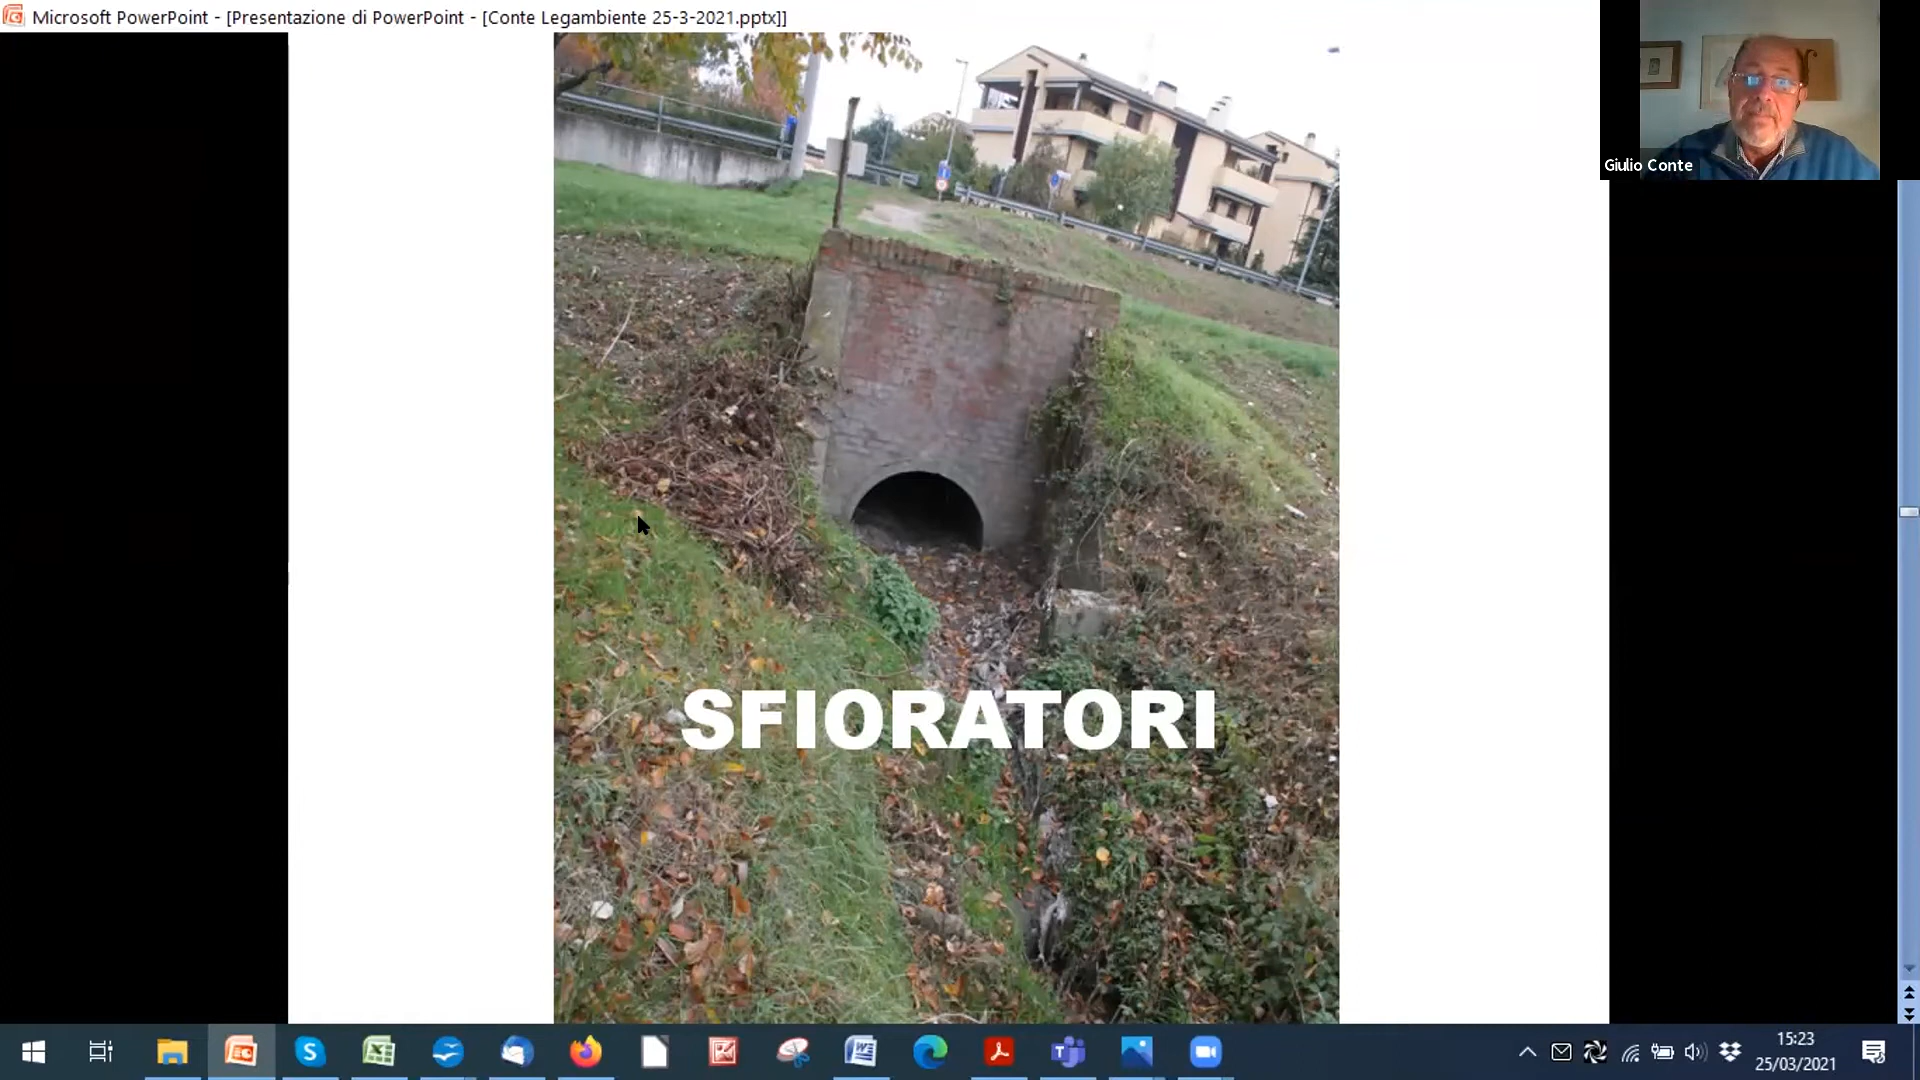 Microsoft PowerPoint - [Presentazione di PowerPoint - [Conte Legambiente 25-3-2021.pptx]]
Giulio Conte
SFIORATORI
15:23
25/03/2021